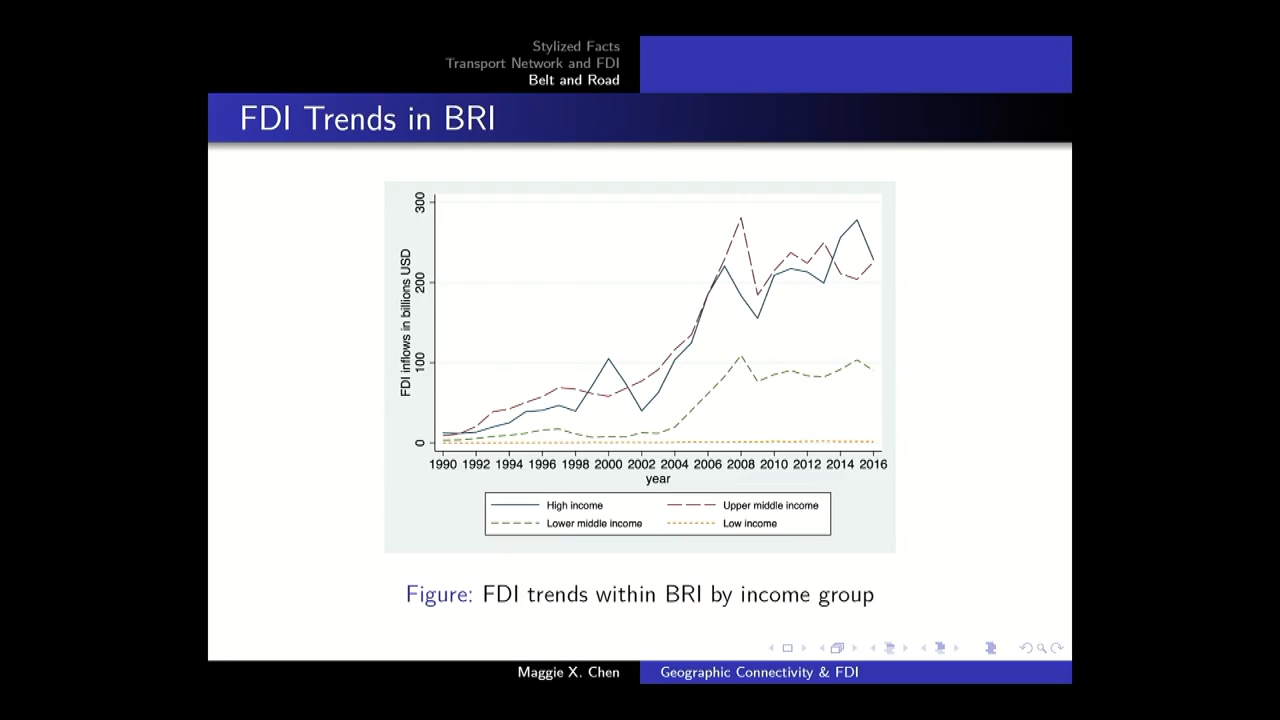 Stylized Facts
Transport Network and FDI
Belt and Road
FDI Trends in BRI
FDI inflows in billions USD
300
200
100
0
1990 1992 1994 1996 1998 2000 2002 2004 2006 2008 2010 2012 2014 2016
year
High income Upper middle income
Lower middle income Low income
Figure: FDI trends within BRI by income group
Maggie X. Chen Geographic Connectivity & FDI